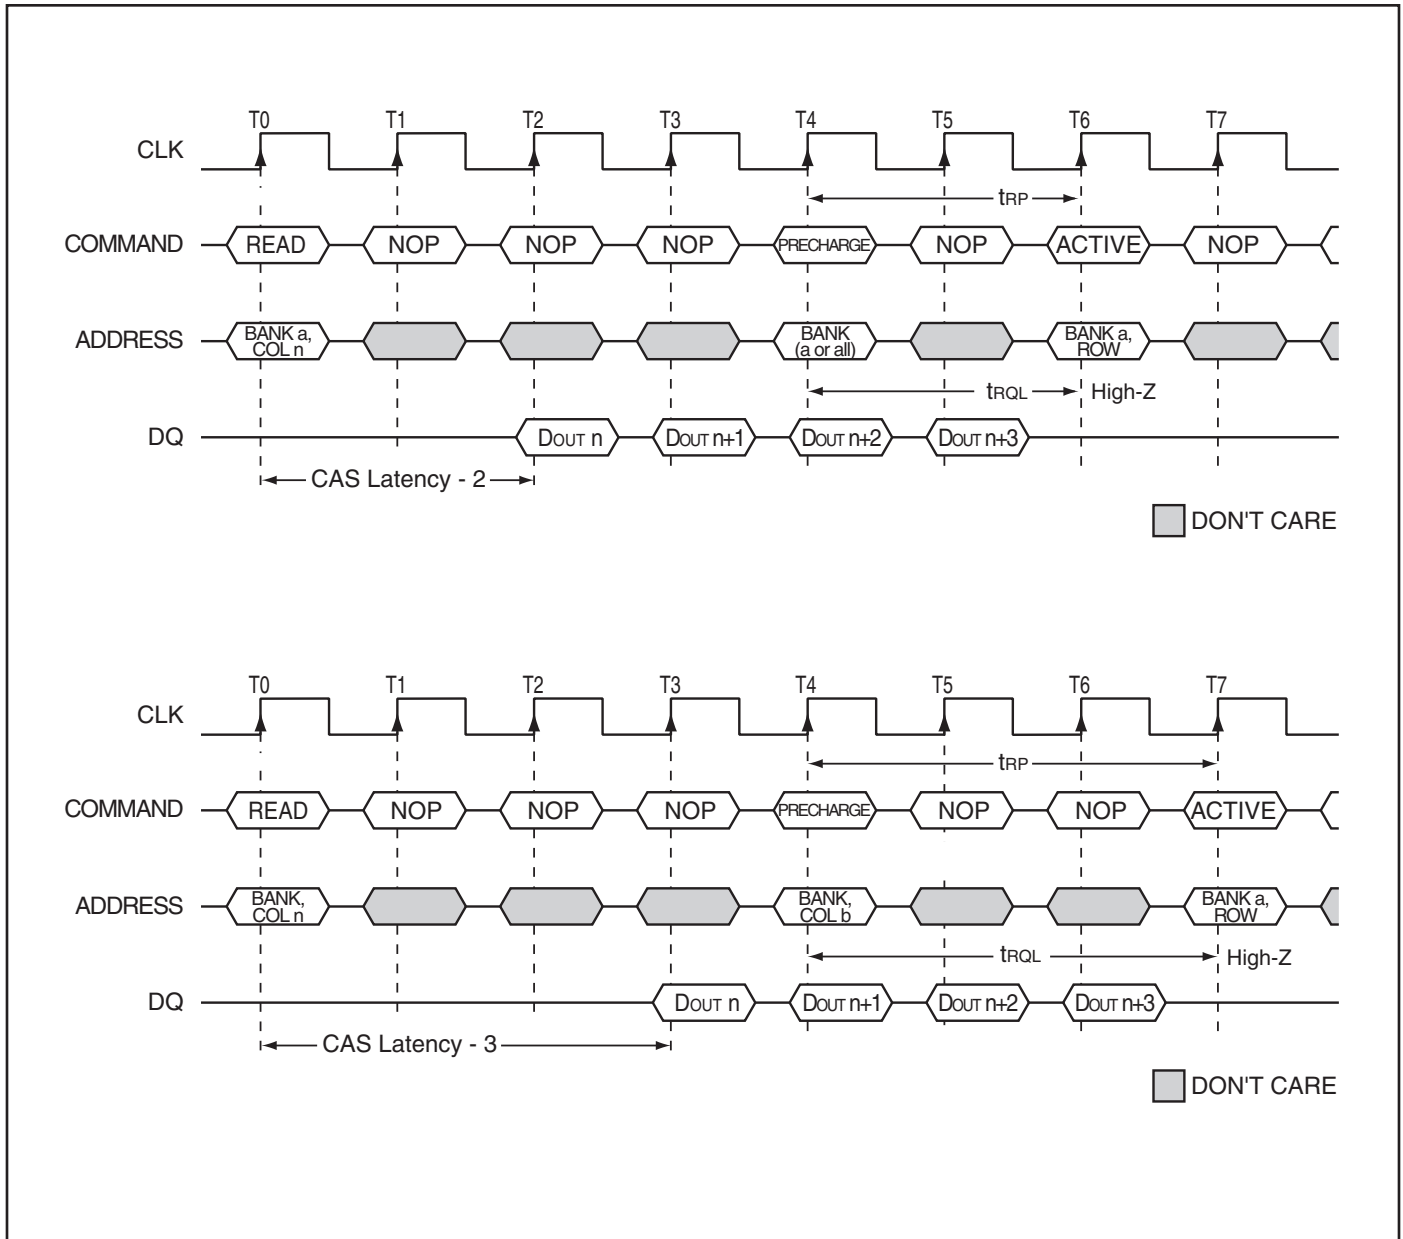 T0 T1 T2 T3 T4 T5 T6 T7
CLK
tRP
COMMAND READ NOP NOP NOP PRECHARGE NOP ACTIVE NOP
ADDRESS BANK a, COL n BANK (a or all) BANK a, ROW
tRQL High-Z
DQ DOUT n DOUT n+1 DOUT n+2 DOUT n+3
CAS Latency - 2
DON'T CARE
T0 T1 T2 T3 T4 T5 T6 T7
CLK
tRP
COMMAND READ NOP NOP NOP PRECHARGE NOP NOP ACTIVE
ADDRESS BANK, COL n BANK, COL b BANK a, ROW
tRQL High-Z
DQ DOUT n DOUT n+1 DOUT n+2 DOUT n+3
CAS Latency - 3
DON'T CARE